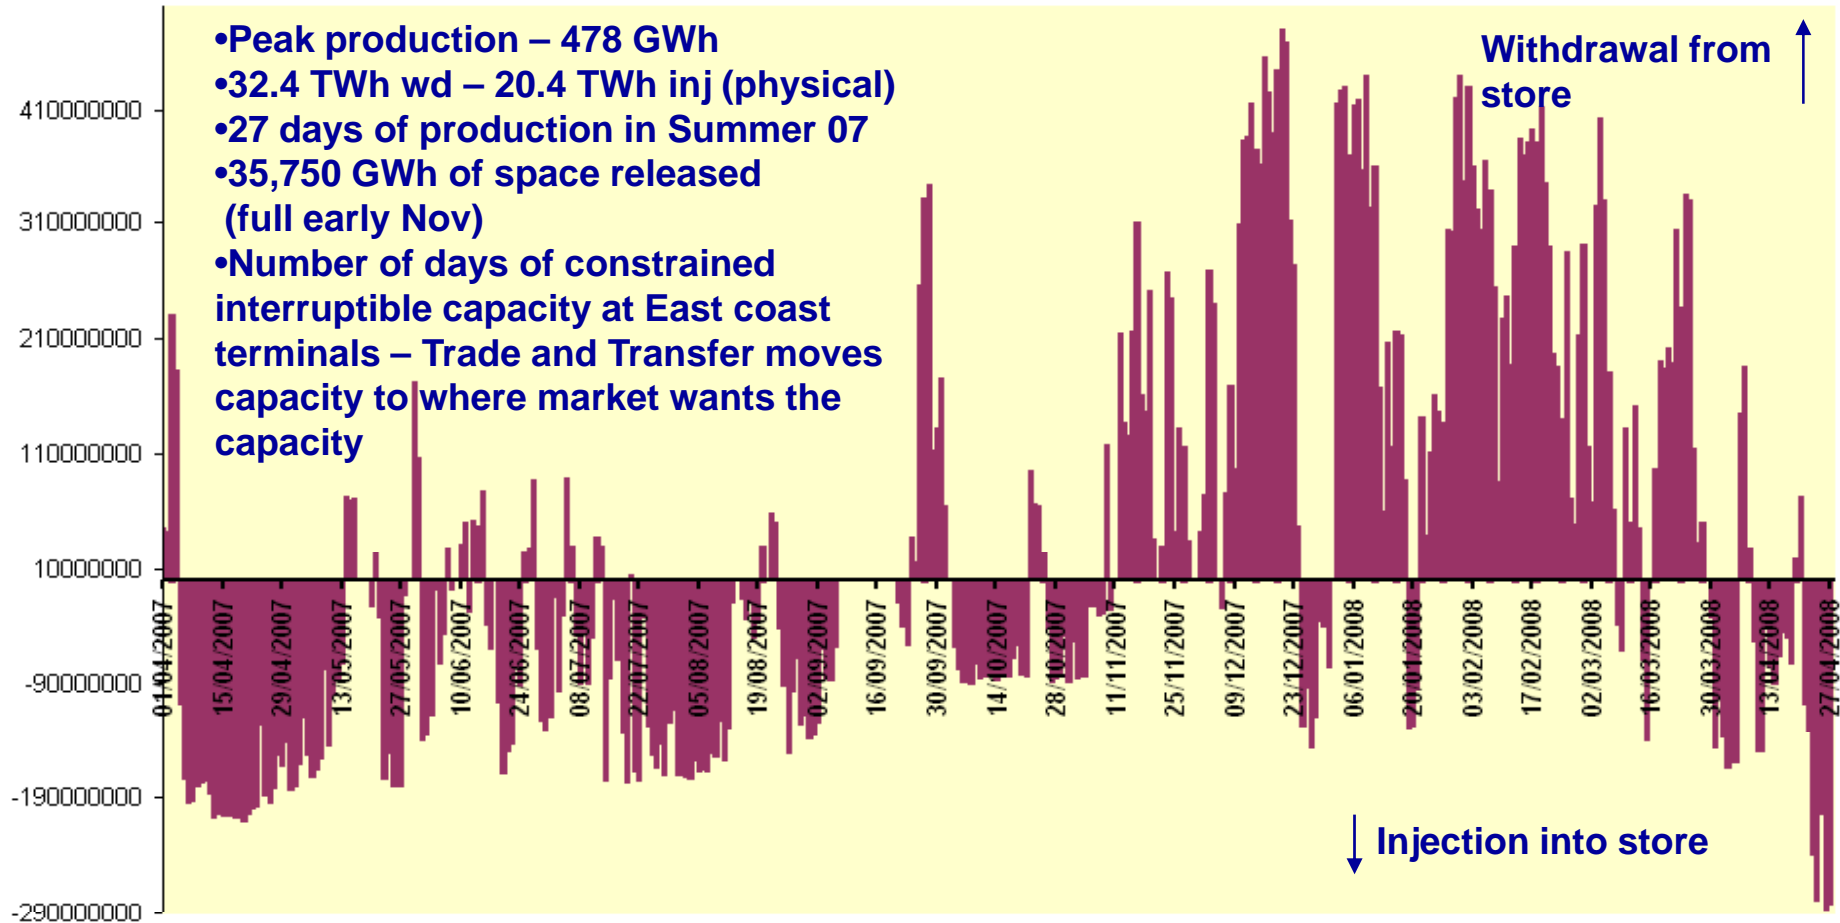 •Peak production – 478 GWh
•32.4 TWh wd – 20.4 TWh inj (physical)
•27 days of production in Summer 07
•35,750 GWh of space released
(full early Nov)
•Number of days of constrained
interruptible capacity at East coast
terminals – Trade and Transfer moves
capacity to where market wants the
capacity
Withdrawal from
store
410000000
310000000
210000000
110000000
10000000
-90000000
-190000000
-290000000
01/04/2007
15/04/2007
29/04/2007
13/05/2007
27/05/2007
10/06/2007
24/06/2007
08/07/2007
22/07/2007
05/08/2007
19/08/2007
02/09/2007
16/09/2007
30/09/2007
14/10/2007
28/10/2007
11/11/2007
25/11/2007
09/12/2007
23/12/2007
06/01/2008
20/01/2008
03/02/2008
17/02/2008
02/03/2008
16/03/2008
30/03/2008
13/04/2008
27/04/2008
Injection into store